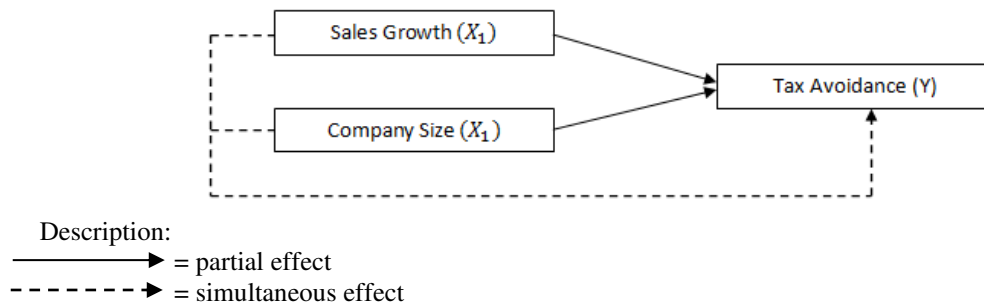 Sales Growth (X₁)
Tax Avoidance (Y)
Company Size (X₁)
Description:
= partial effect
= simultaneous effect